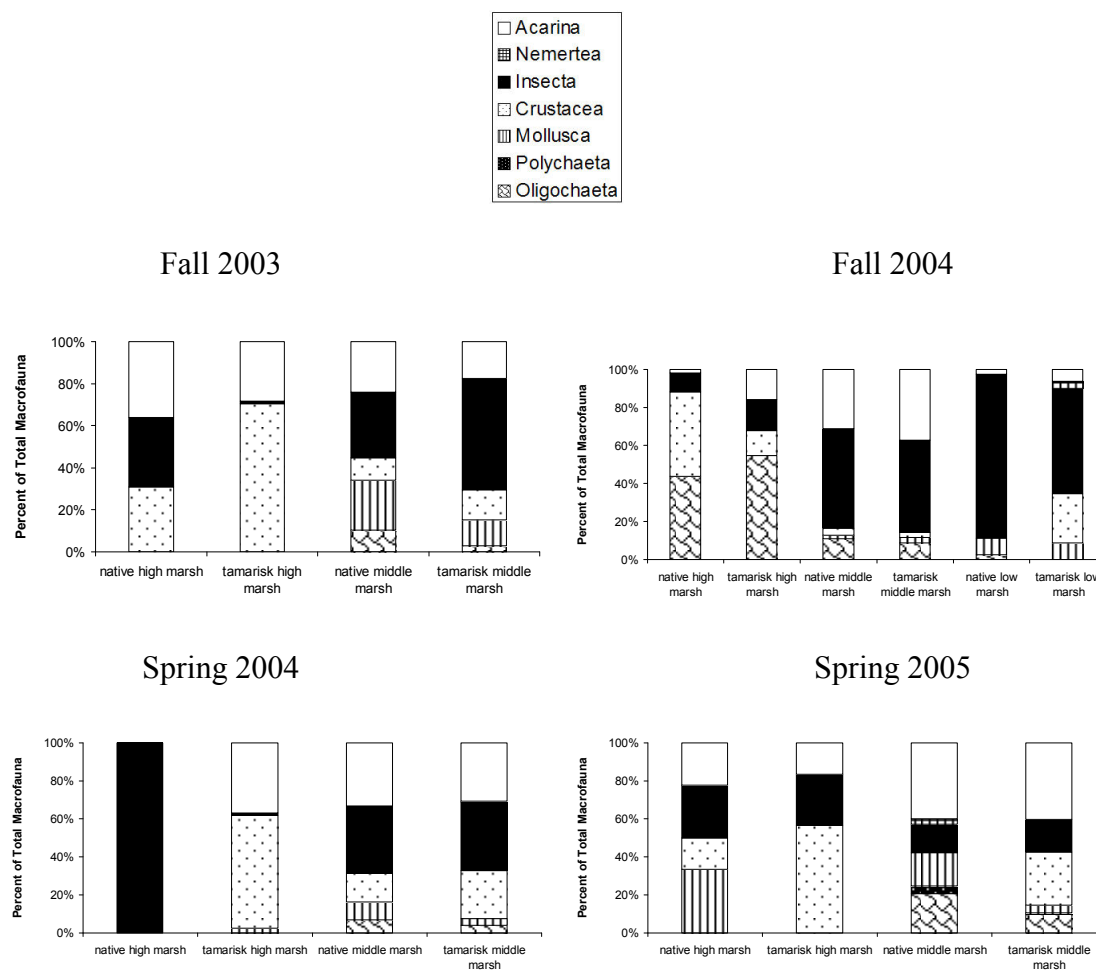 Acarina
Nemertea
Insecta
Crustacea
Mollusca
Polychaeta
Oligochaeta
Fall 2003
Percent of Total Macrofauna
100%
80%
60%
40%
20%
0%
native high marsh
tamarisk high
marsh
native middle
marsh
tamarisk middle
marsh
Fall 2004
Percent of Total Macrofauna
100%
80%
60%
40%
20%
0%
native high
marsh
tamarisk high
marsh
native middle
marsh
tamarisk
middle marsh
native low
marsh
tamarisk low
marsh
Spring 2004
Percent of Total Macrofauna
100%
80%
60%
40%
20%
0%
native high marsh
tamarisk high marsh
native middle marsh
tamarisk middle
marsh
Spring 2005
Percent of Total Macrofauna
100%
80%
60%
40%
20%
0%
native high marsh
tamarisk high marsh
native middle marsh
tamarisk middle
marsh